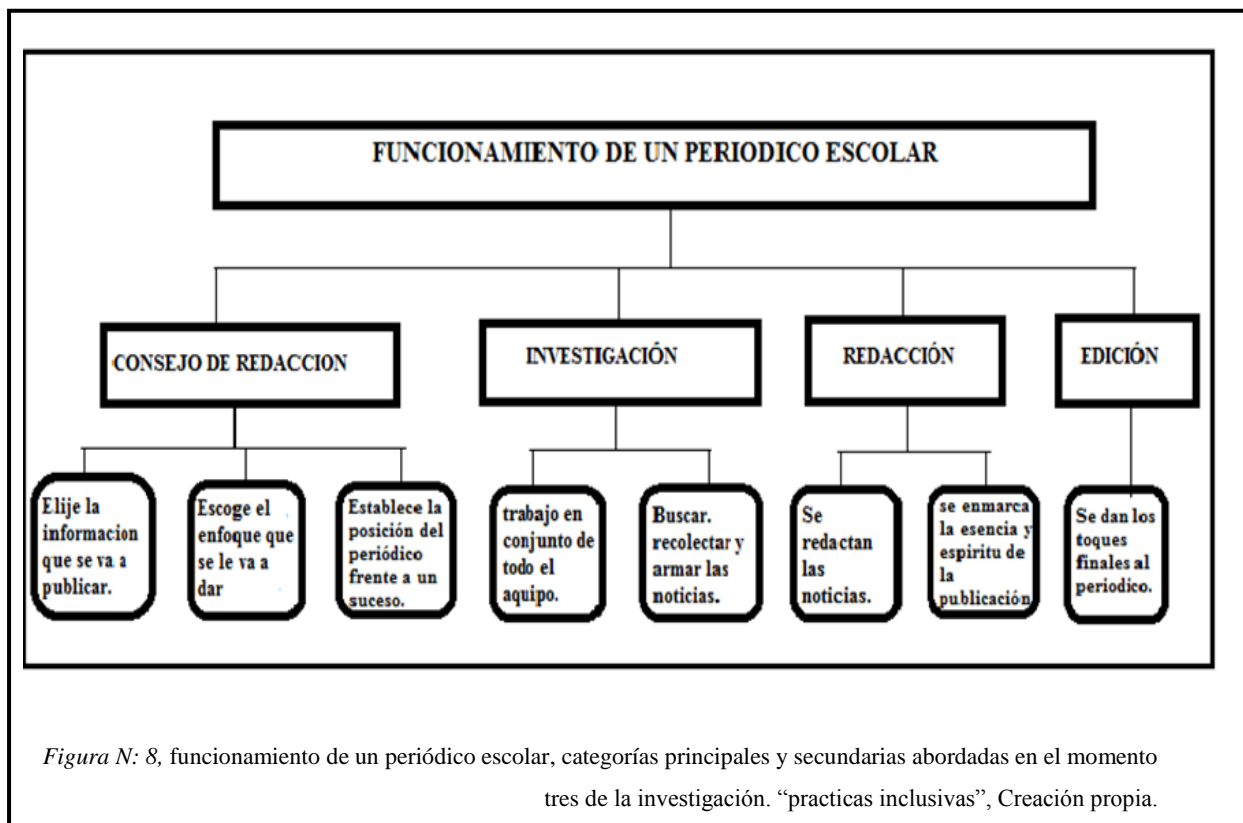 FUNCIONAMIENTO DE UN PERIODICO ESCOLAR
CONSEJO DE REDACCION
INVESTIGACIÓN
REDACCIÓN
EDICIÓN
Elije la
informacion
que se va a
publicar.
Escoge el
enfoque que
se le va a
dar
Establece la
posición del
periódico
frente a un
suceso.
trabajo en
conjunto de
todo el
aquipo.
Buscar.
recolectar y
armar las
noticias.
Se
redactan
las
noticias.
se enmarca
la esencia y
espiritu de
la
publicación
Se dan los
toques
finales al
periodico.
Figura N: 8, funcionamiento de un periódico escolar, categorías principales y secundarias abordadas en el momento
tres de la investigación. “practicas inclusivas”, Creación propia.